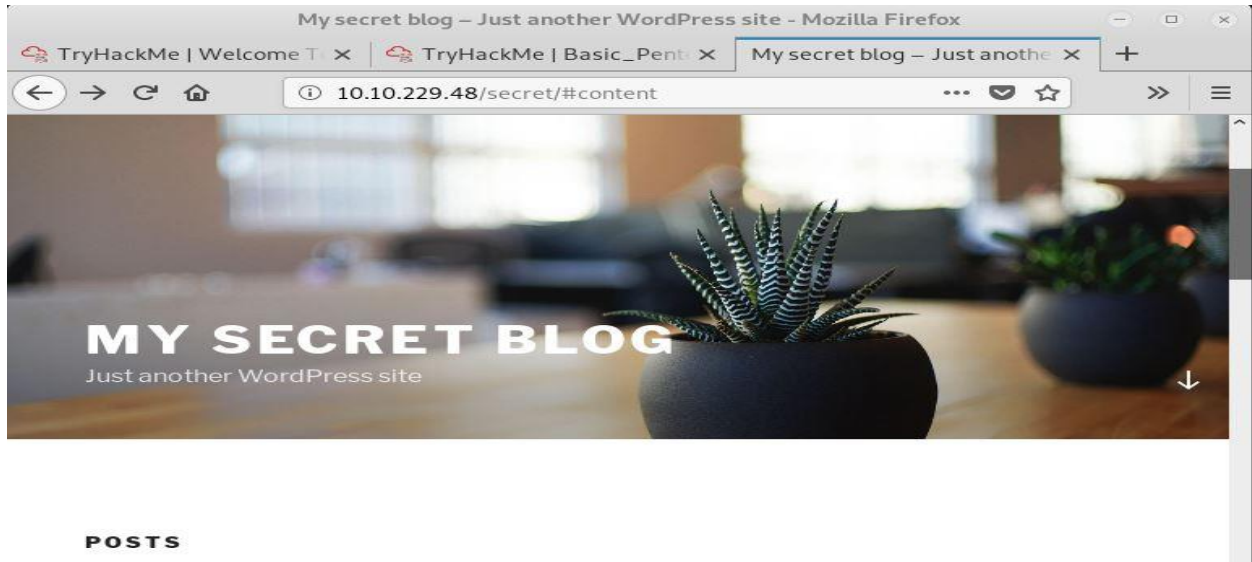 My secret blog – Just another WordPress site - Mozilla Firefox
TryHackMe | Welcome T
TryHackMe | Basic_Pent
My secret blog – Just anothe
10.10.229.48/secret/#content
MY SECRET BLOG
Just another WordPress site
POSTS